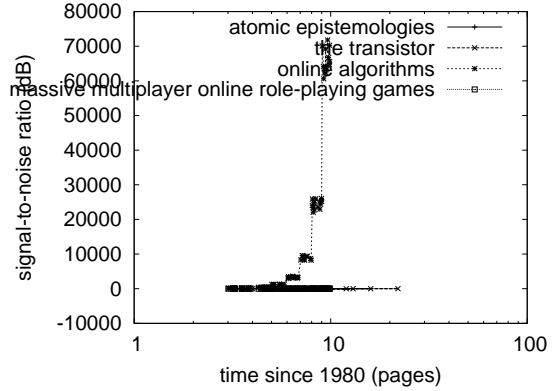 80000
70000
60000
50000
40000
30000
20000
10000
0
-10000
1
10
100
signal-to-noise ratio (dB)
time since 1980 (pages)
atomic epistemologies
the transistor
online algorithms
massive multiplayer online role-playing games